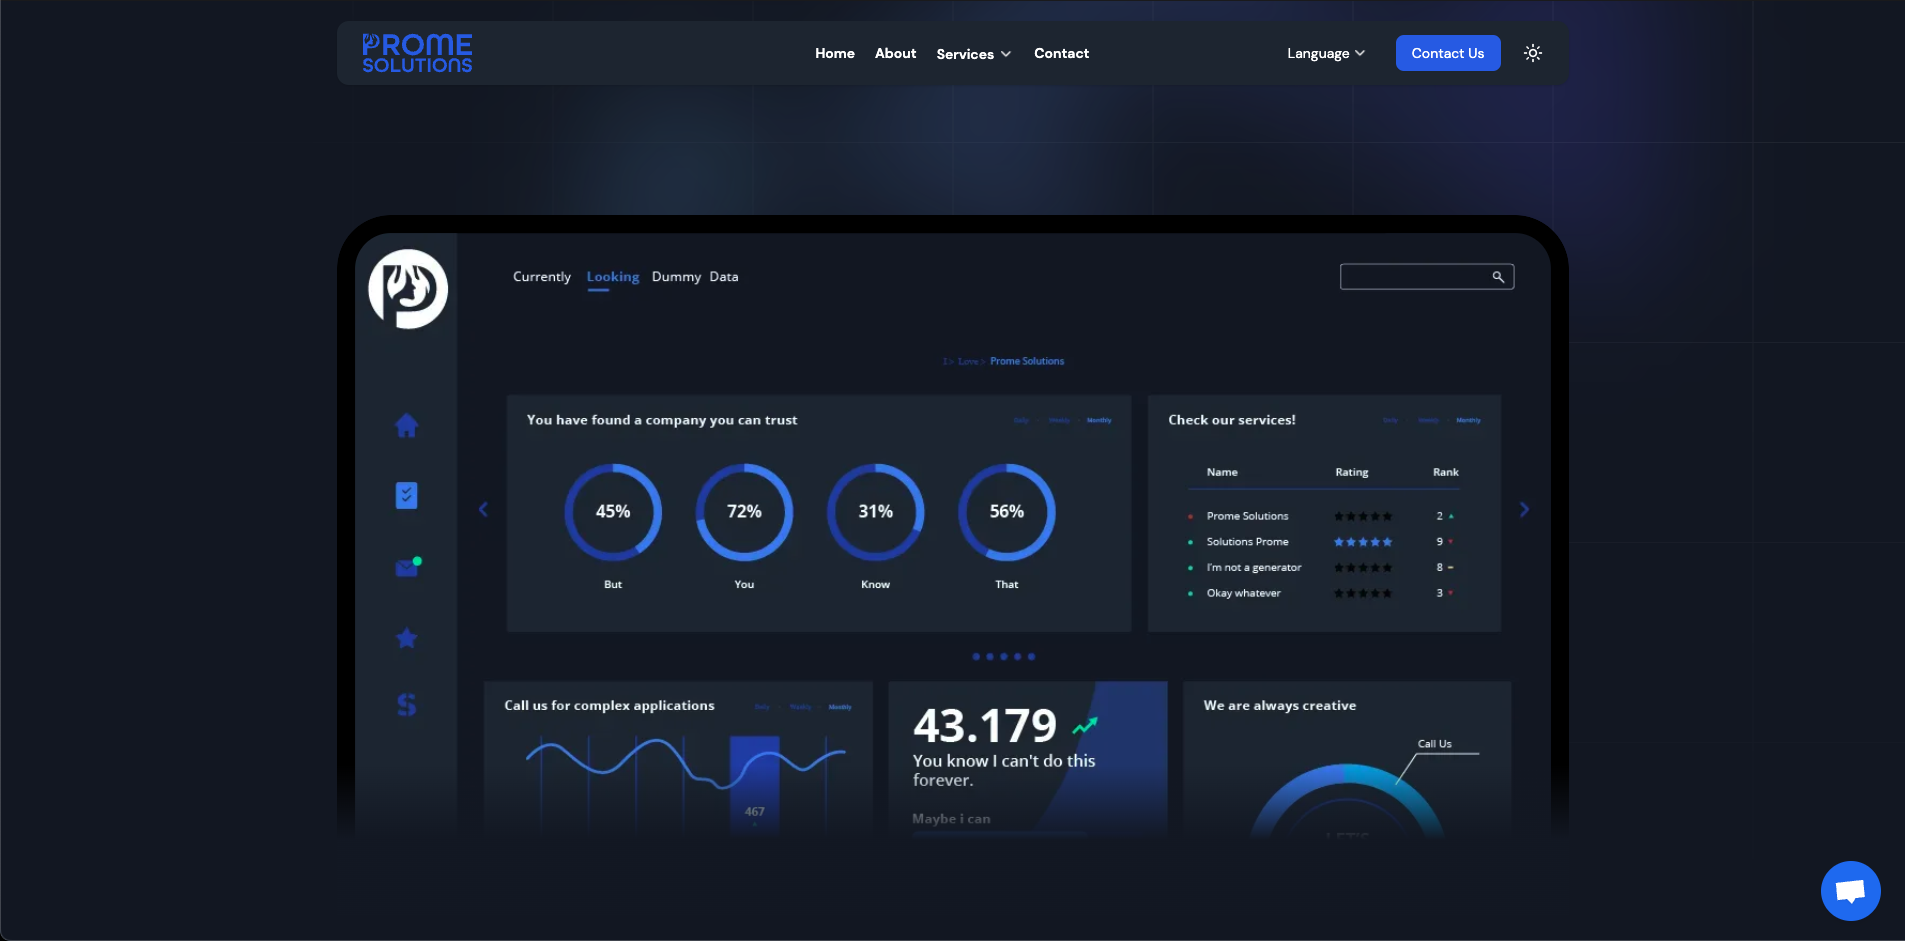 PROME
SOLUTIONS
Home About Services Contact
Language Contact Us
Currently Looking Dummy Data
I > Love > Prome Solutions
You have found a company you can trust
Daily Weekly Monthly
45% 72% 31% 56%
But You Know That
Check our services!
Daily Weekly Monthly
Name Rating Rank
Prome Solutions 2
Solutions Prome 9
I'm not a generator 8
Okay whatever 3
Call us for complex applications
Daily Weekly Monthly
467
43.179
You know I can't do this
forever.
Maybe i can
We are always creative
Call Us
LET'S